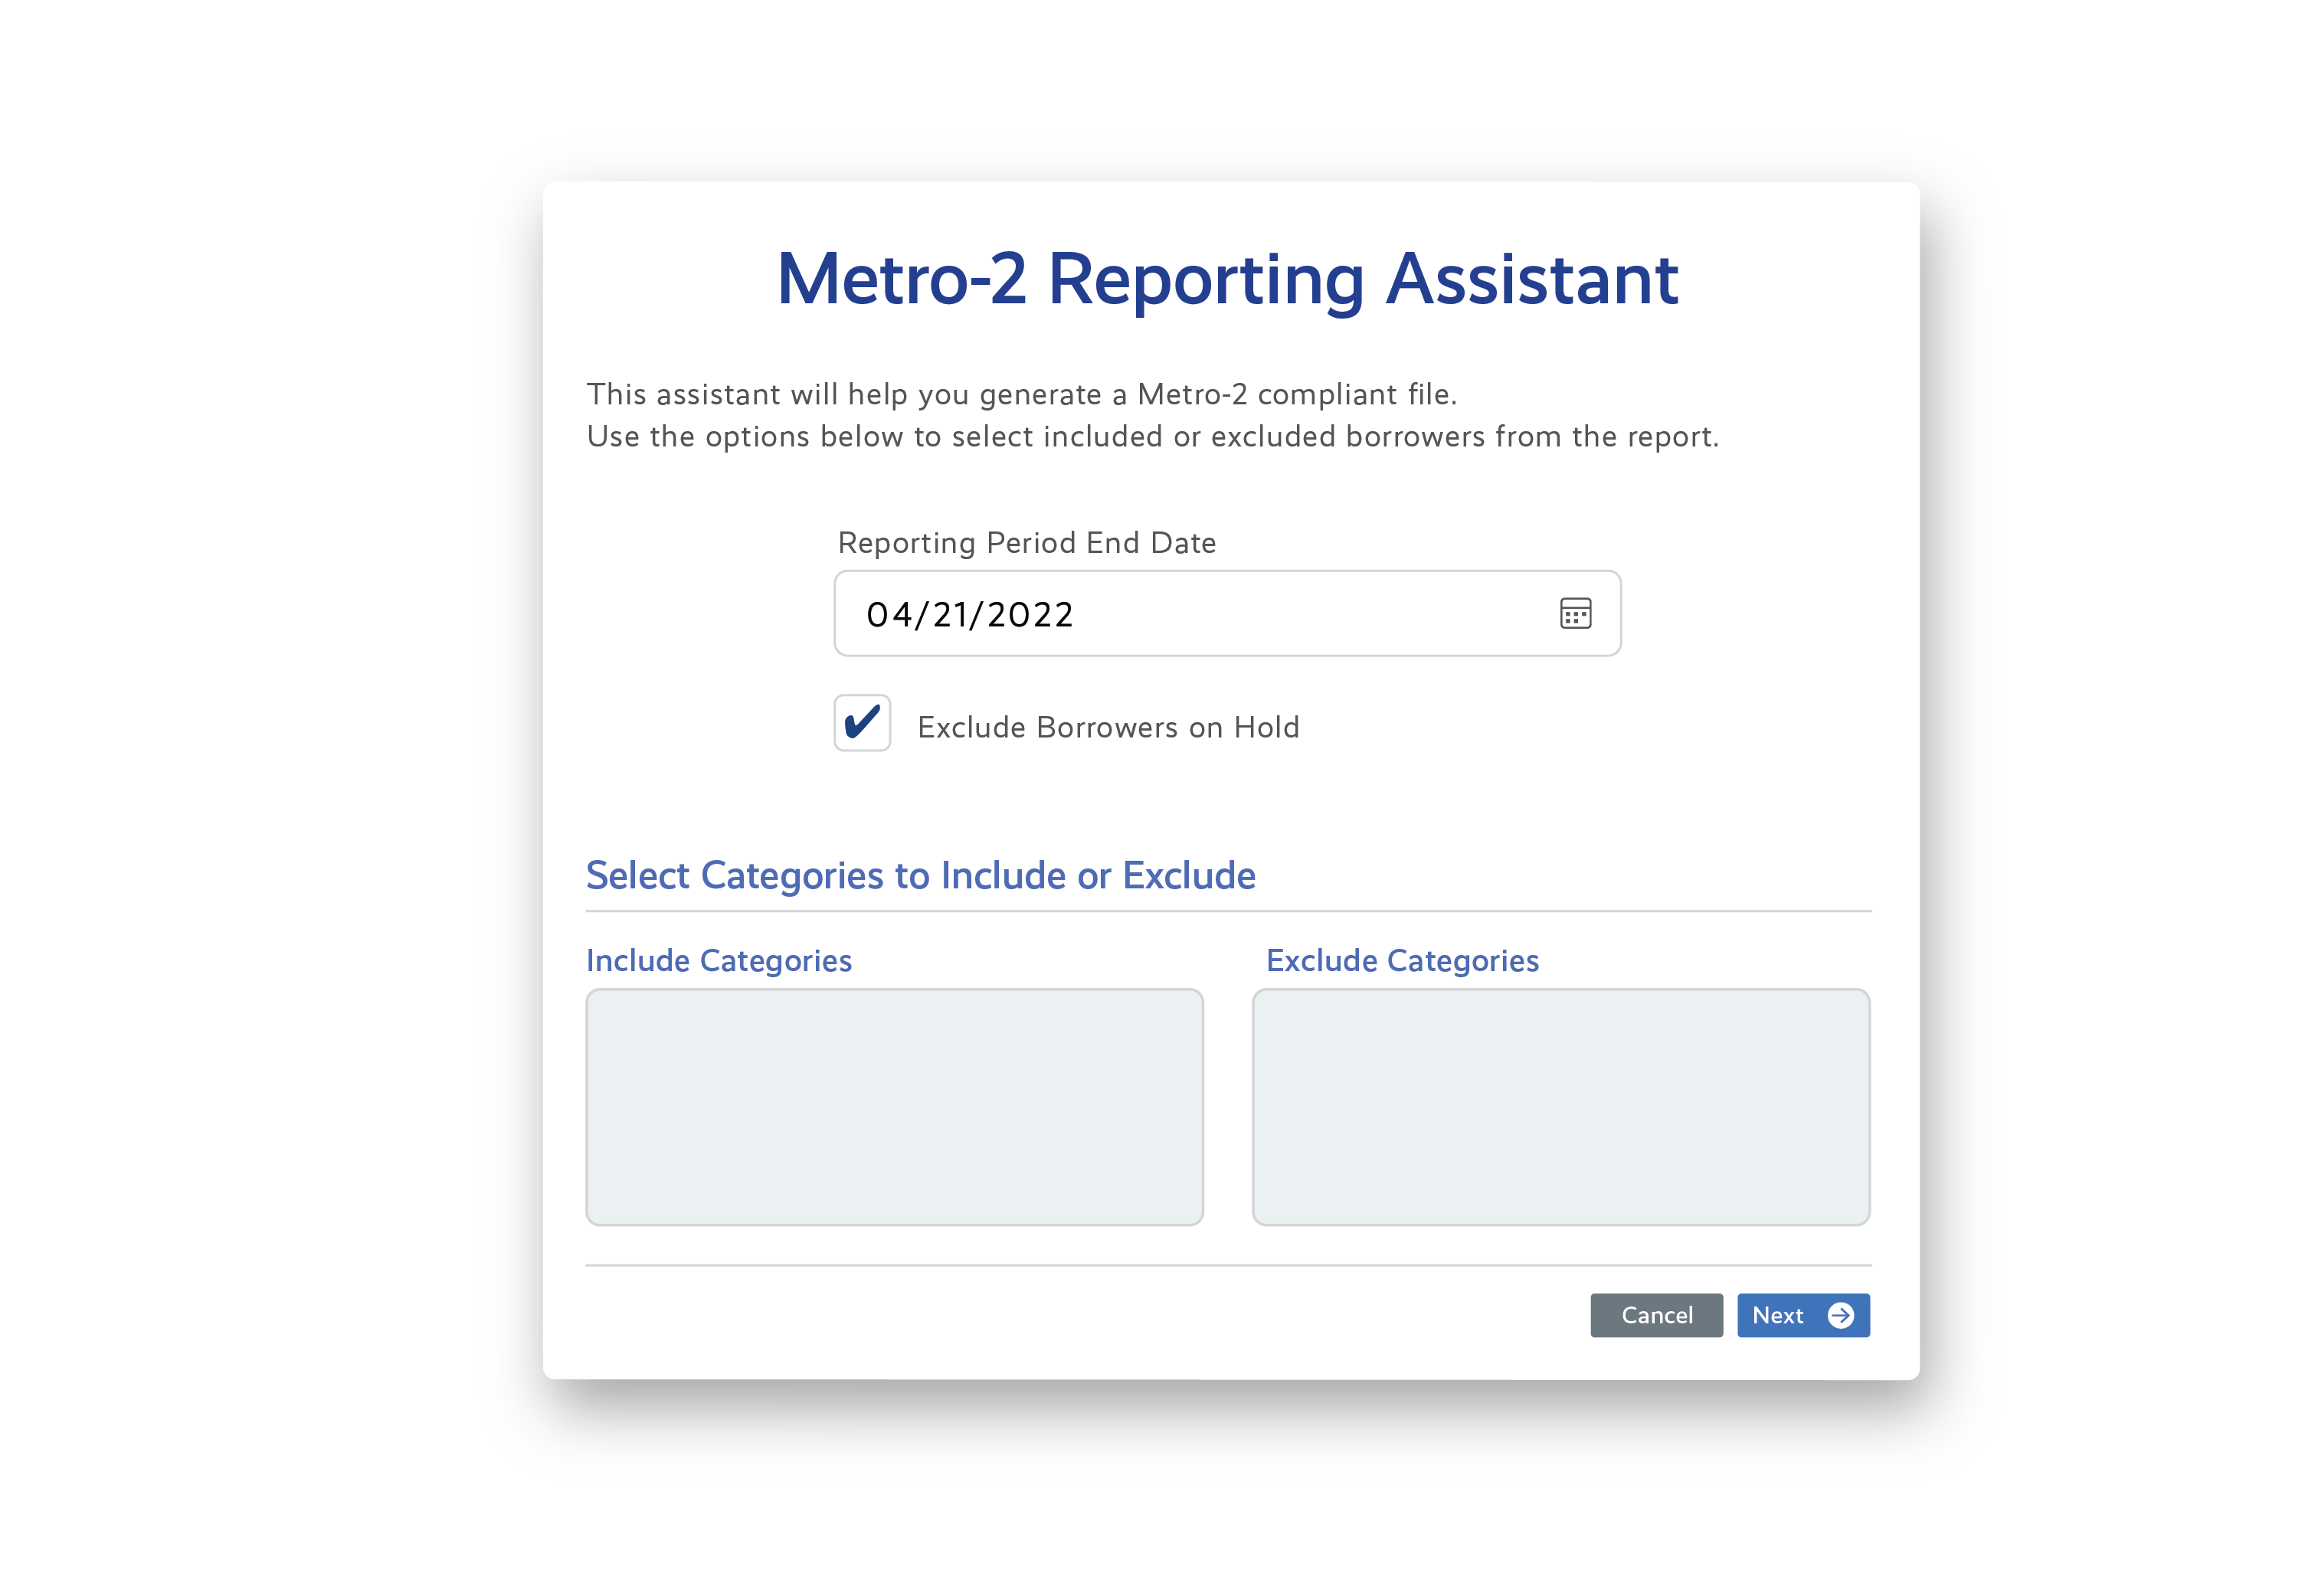 Metro-2 Reporting Assistant
This assistant will help you generate a Metro-2 compliant file.
Use the options below to select included or excluded borrowers from the report.
Reporting Period End Date
04/21/2022
Exclude Borrowers on Hold
Select Categories to Include or Exclude
Include Categories
Exclude Categories
Cancel
Next